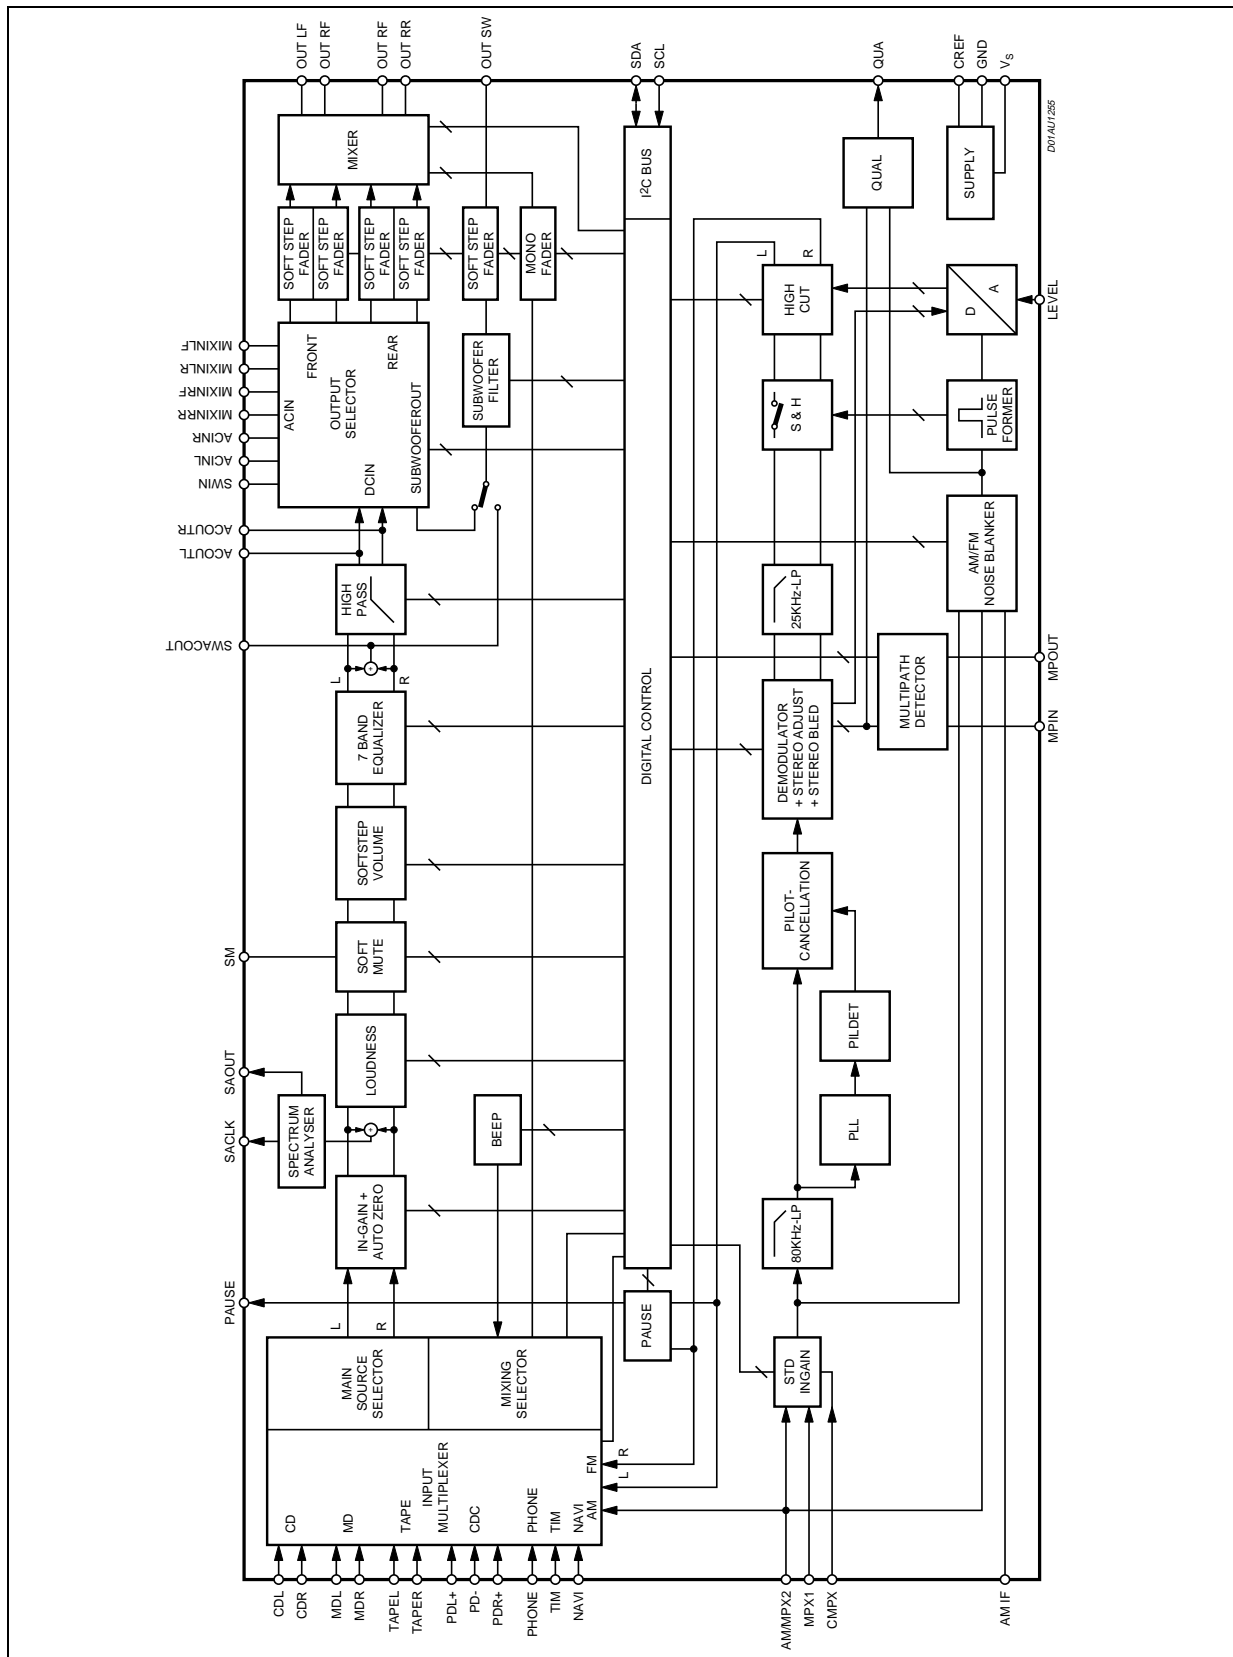 CDL
CDR
MDL
MDR
TAPEL
TAPER
PDL+
PD-
PDR+
PHONE
TIM
NAVI
AM/MPX2
MPX1
CMPX
AM IF
CD
MD
TAPE
INPUT
MULTIPLEXER
CDC
PHONE
TIM
NAVI
AM
FM
L
R
MAIN
SOURCE
SELECTOR
MIXING
SELECTOR
L
R
PAUSE
SACLK
SAOUT
SM
SWACOUT
ACOUTL
ACOUTR
SWIN
ACINL
ACINR
MIXINRR
MIXINRF
MIXINLR
MIXINLF
IN-GAIN +
AUTO ZERO
SPECTRUM
ANALYSER
+
LOUDNESS
SOFT
MUTE
SOFTSTEP
VOLUME
7 BAND
EQUALIZER
L
R
+
HIGH
PASS
ACIN
FRONT
OUTPUT
SELECTOR
DCIN
REAR
SUBWOOFEROUT
SOFT STEP
FADER
SOFT STEP
FADER
SOFT STEP
FADER
SOFT STEP
FADER
SOFT STEP
FADER
MONO
FADER
SUBWOOFER
FILTER
MIXER
OUT LF
OUT RF
OUT RF
OUT RR
OUT SW
SDA
SCL
QUA
CREF
GND
VS
BEEP
PAUSE
DIGITAL CONTROL
I2C BUS
STD
INGAIN
80KHz-LP
PLL
PILDET
PILOT-
CANCELLATION
DEMODULATOR
+ STEREO ADJUST
+ STEREO BLED
25KHz-LP
S & H
HIGH
CUT
L
R
MULTIPATH
DETECTOR
AM/FM
NOISE BLANKER
PULSE
FORMER
D
A
QUAL
SUPPLY
MPIN
MPOUT
LEVEL
D01AU1255